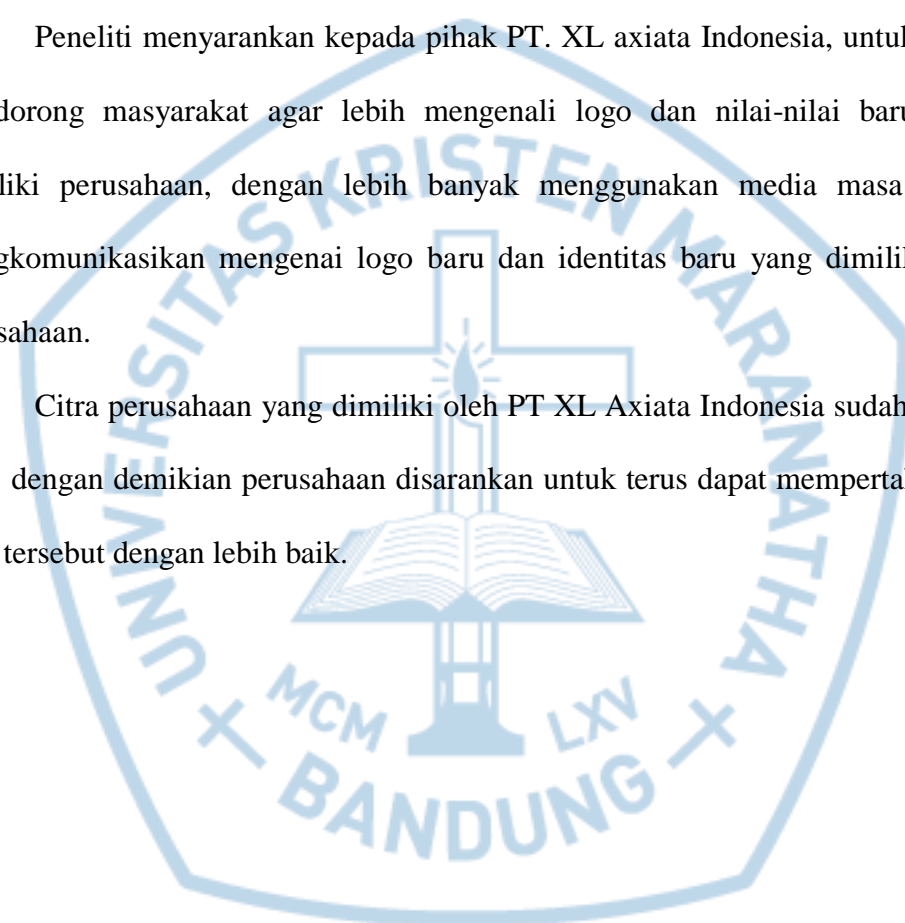 Peneliti menyarankan kepada pihak PT. XL axiata Indonesia, untuk
dorong masyarakat agar lebih mengenali logo dan nilai-nilai baru
liki perusahaan, dengan lebih banyak menggunakan media masa
gkomunikasikan mengenai logo baru dan identitas baru yang dimilik
sahaan.
Citra perusahaan yang dimiliki oleh PT XL Axiata Indonesia sudah
dengan demikian perusahaan disarankan untuk terus dapat memperta
tersebut dengan lebih baik.
UNIVERSITAS KRISTEN MARANATHA
MCM LXV
BANDUNG